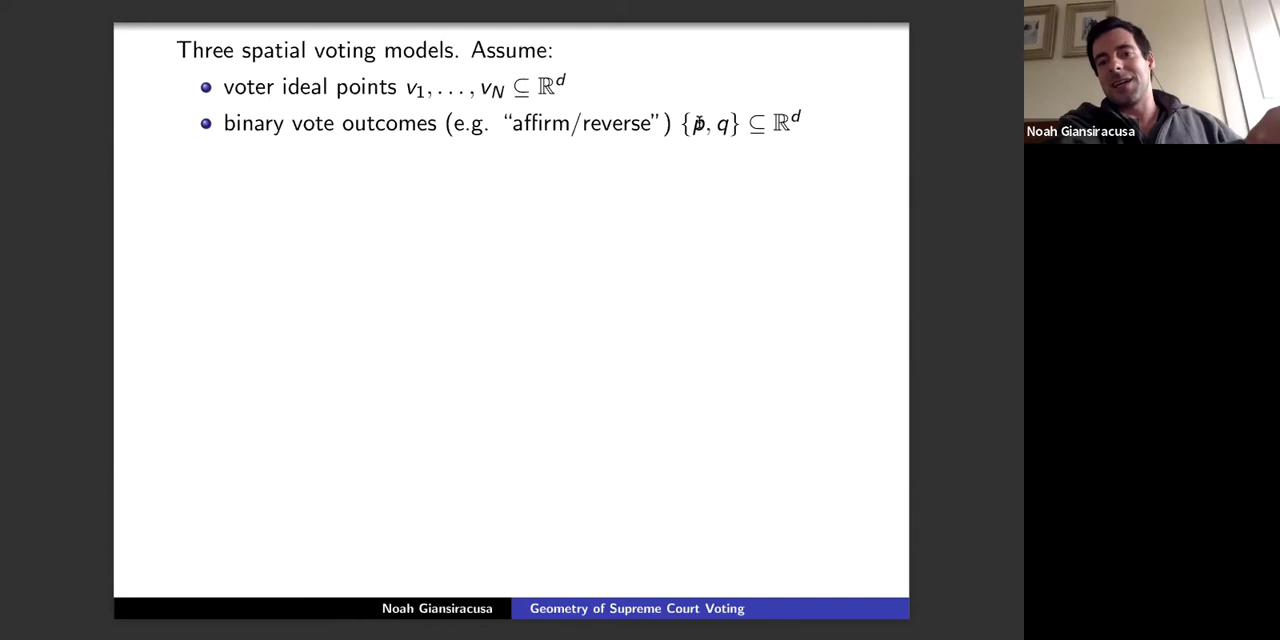 Three spatial voting models. Assume:
voter ideal points v₁, . . . , v_N ⊆ ℝᵈ
binary vote outcomes (e.g. “affirm/reverse”) {p, q} ⊆ ℝᵈ
Noah Giansiracusa
Noah Giansiracusa
Geometry of Supreme Court Voting